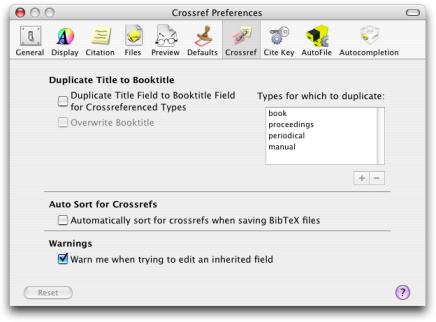 Crossref Preferences
General Display Citation Files Preview Defaults Crossref Cite Key AutoFile Autocompletion
Duplicate Title to Booktitle
Duplicate Title Field to Booktitle Field
for Crossreferenced Types
Overwrite Booktitle
Types for which to duplicate:
book
proceedings
periodical
manual
+ −
Auto Sort for Crossrefs
Automatically sort for crossrefs when saving BibTeX files
Warnings
Warn me when trying to edit an inherited field
Reset ?